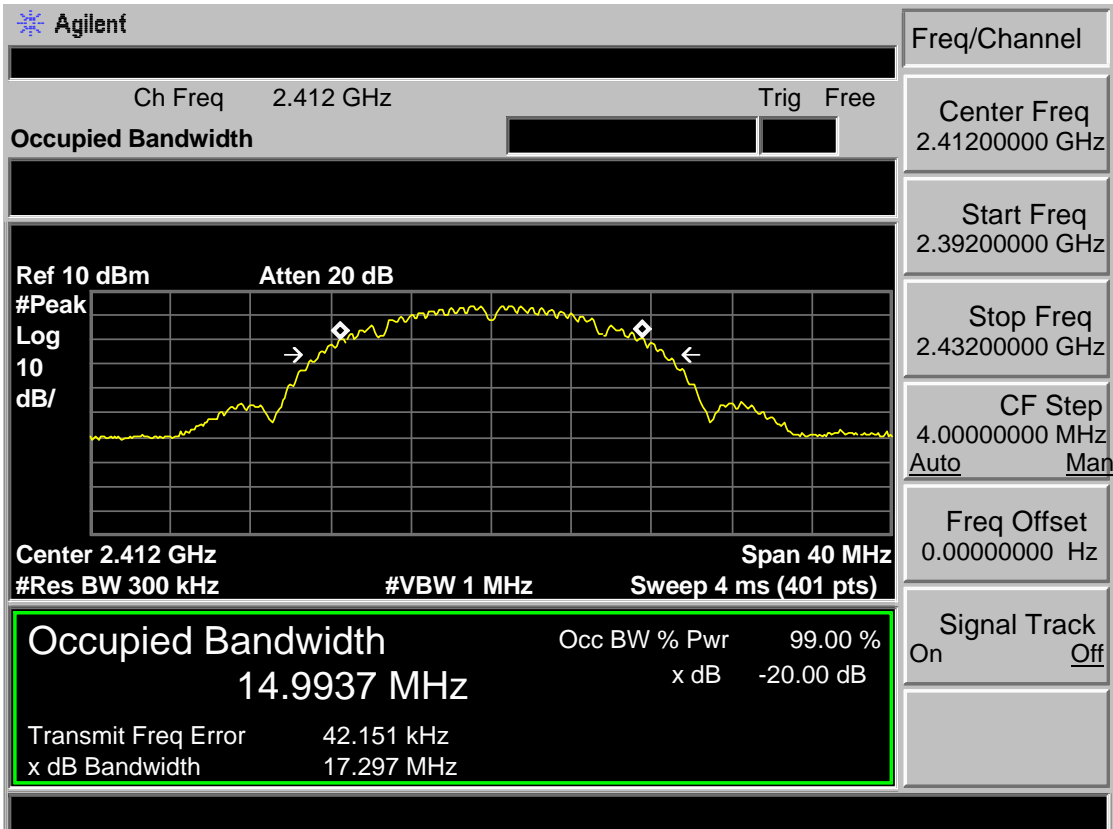 Agilent
Ch Freq 2.412 GHz Trig Free
Occupied Bandwidth
Ref 10 dBm Atten 20 dB
#Peak
Log
10
dB/
Center 2.412 GHz Span 40 MHz
#Res BW 300 kHz #VBW 1 MHz Sweep 4 ms (401 pts)
Occupied Bandwidth
14.9937 MHz
Occ BW % Pwr 99.00 %
x dB -20.00 dB
Transmit Freq Error 42.151 kHz
x dB Bandwidth 17.297 MHz
Freq/Channel
Center Freq
2.41200000 GHz
Start Freq
2.39200000 GHz
Stop Freq
2.43200000 GHz
CF Step
4.00000000 MHz
Auto Man
Freq Offset
0.00000000 Hz
Signal Track
On Off